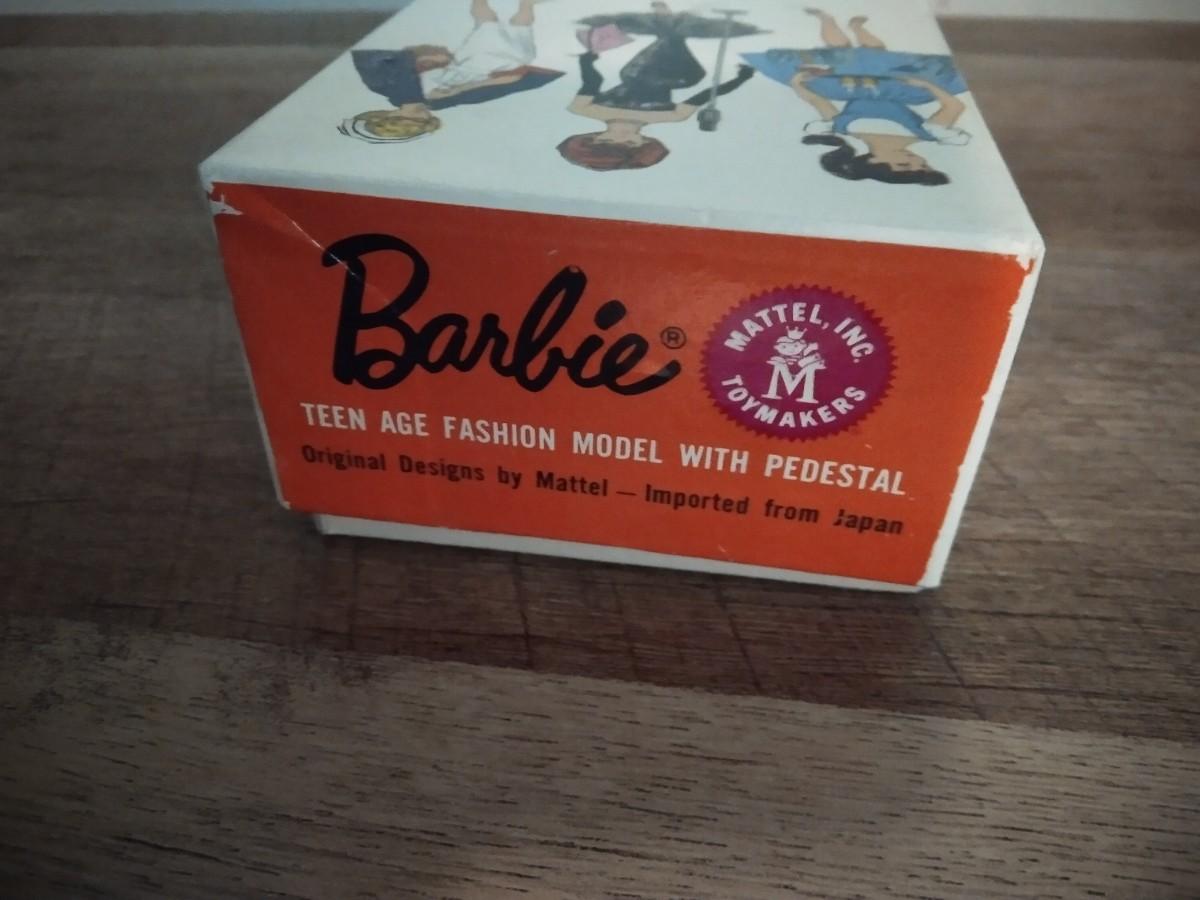 Barbie®
MATTEL, INC.
M
TOYMAKERS
TEEN AGE FASHION MODEL WITH PEDESTAL
Original Designs by Mattel — Imported from Japan